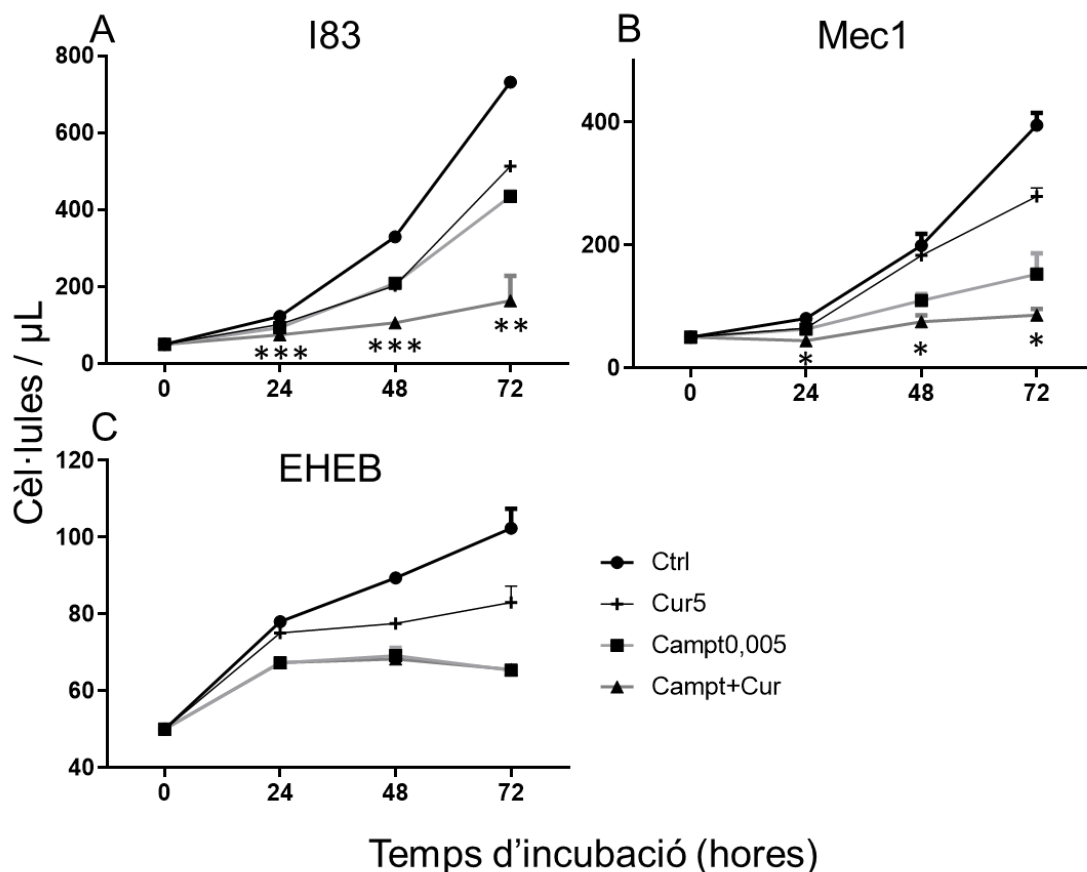 A
I83
800
600
400
200
0
***
***
**
0 24 48 72
B
Mec1
400
200
0
*
*
*
0 24 48 72
Cèl·lules / µL
C
EHEB
120
100
80
60
40
0 24 48 72
Ctrl
Cur5
Campt0,005
Campt+Cur
Temps d’incubació (hores)